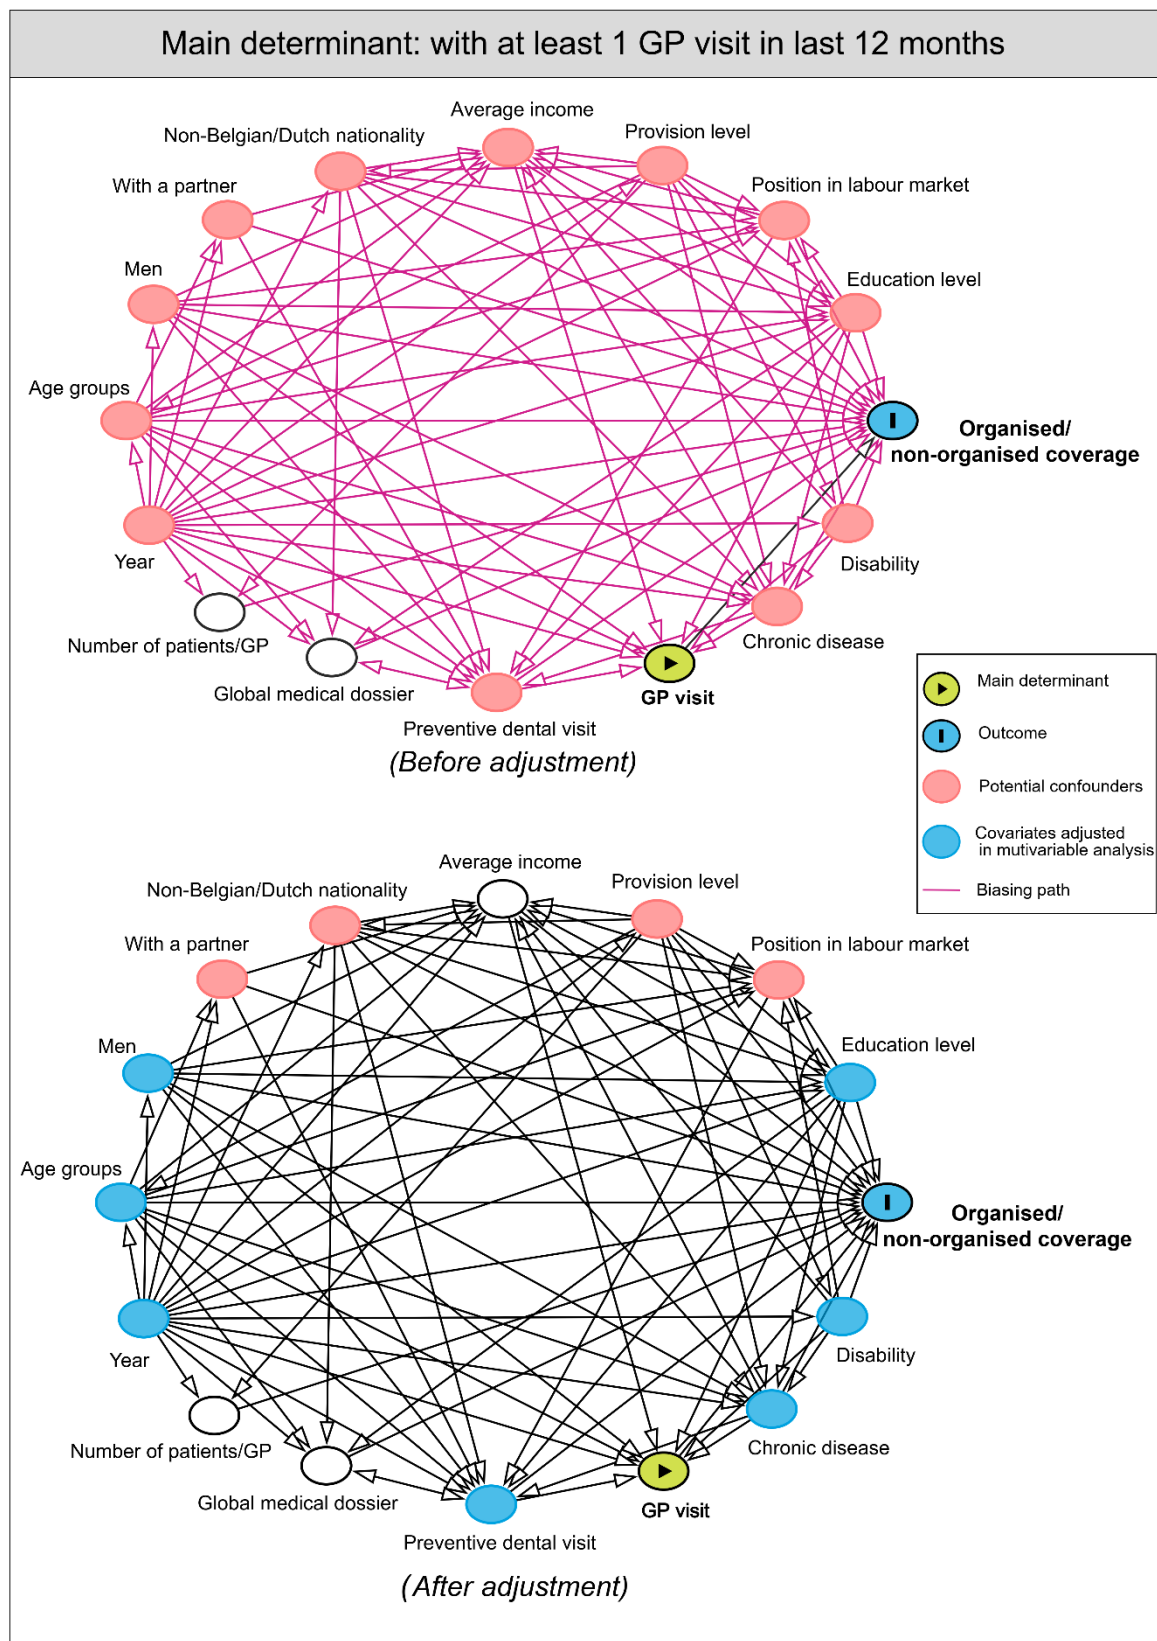 Main determinant: with at least 1 GP visit in last 12 months
Average income
Provision level
Non-Belgian/Dutch nationality
With a partner
Position in labour market
Men
Education level
Age groups
Organised/
non-organised coverage
Year
Disability
Number of patients/GP
Chronic disease
Global medical dossier
GP visit
Preventive dental visit
(Before adjustment)
Main determinant
Outcome
Potential confounders
Covariates adjusted
in mutivariable analysis
Biasing path
Average income
Provision level
Non-Belgian/Dutch nationality
With a partner
Position in labour market
Men
Education level
Age groups
Organised/
non-organised coverage
Year
Disability
Number of patients/GP
Chronic disease
Global medical dossier
GP visit
Preventive dental visit
(After adjustment)